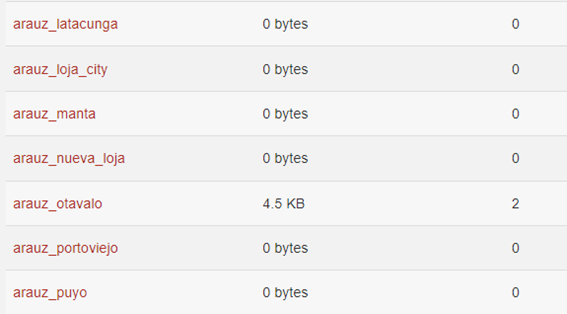 arauz_latacunga 0 bytes 0
arauz_loja_city 0 bytes 0
arauz_manta 0 bytes 0
arauz_nueva_loja 0 bytes 0
arauz_otavalo 4.5 KB 2
arauz_portoviejo 0 bytes 0
arauz_puyo 0 bytes 0